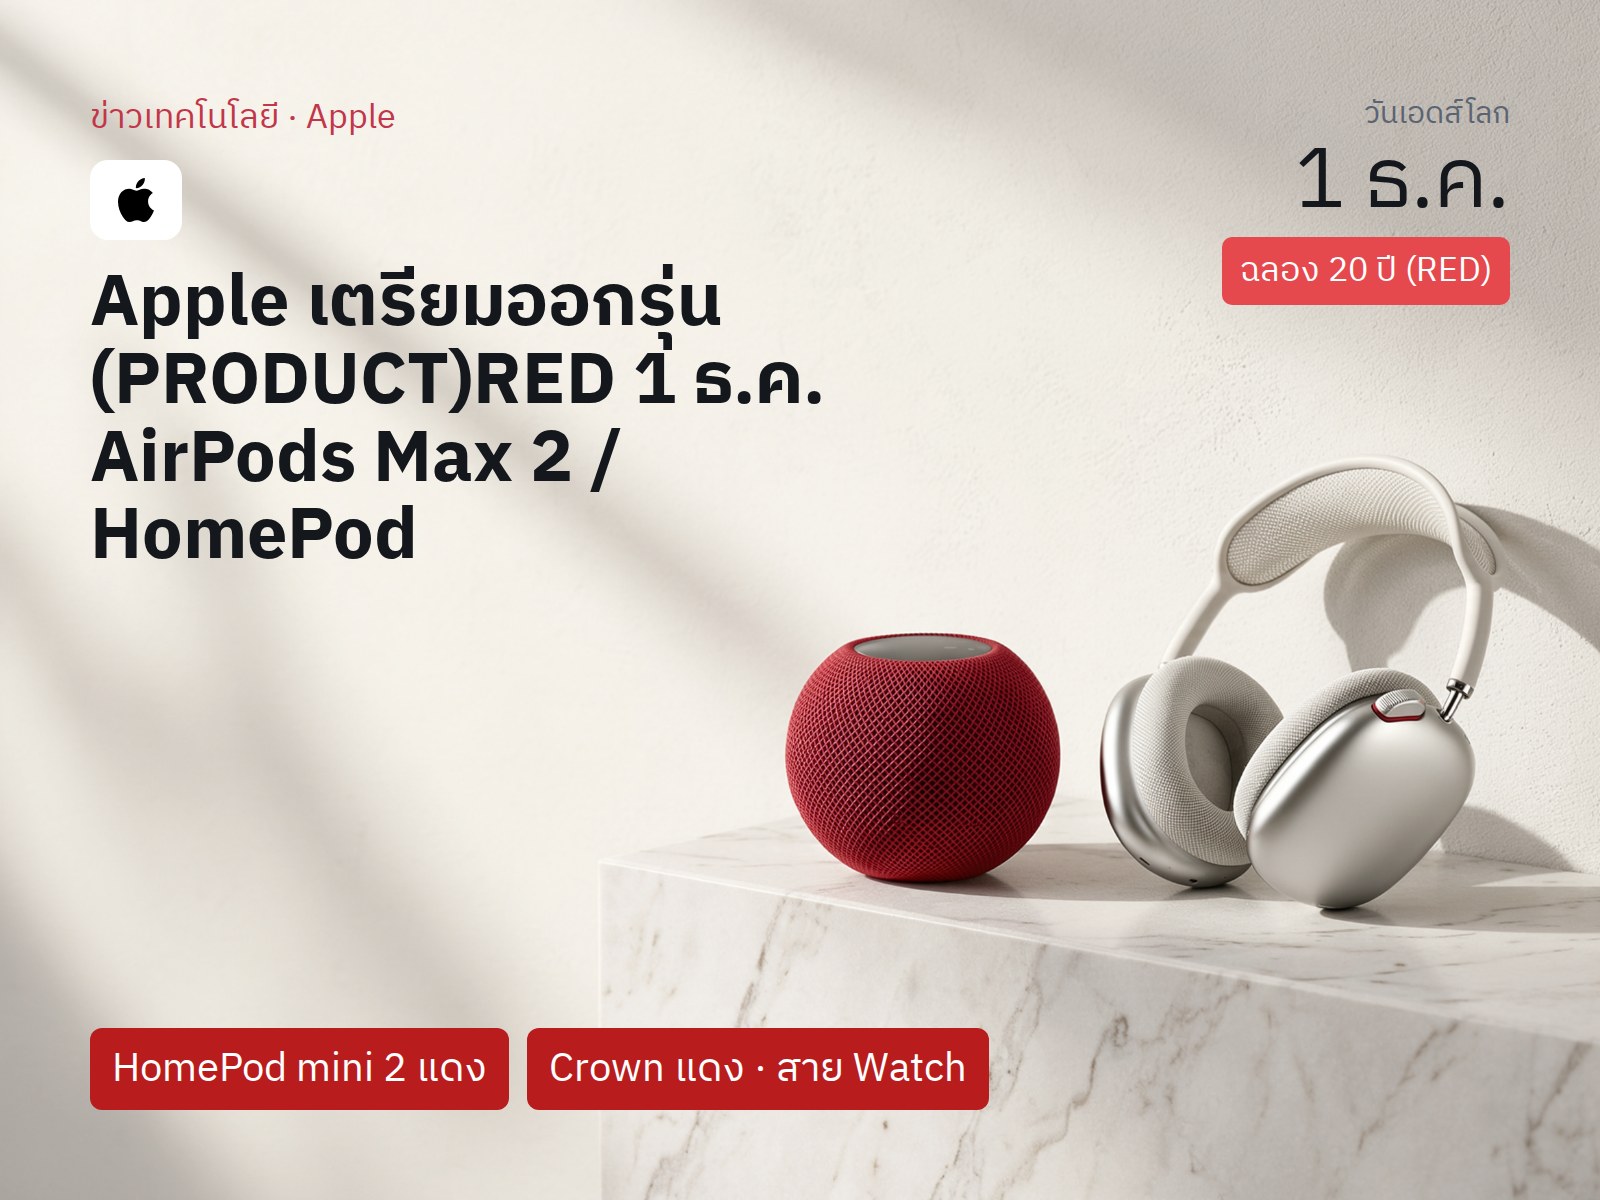 ข่าวเทคโนโลยี · Apple
วันเอดส์โลก
1 ธ.ค.
ฉลอง 20 ปี (RED)
Apple เตรียมออกรุ่น
(PRODUCT)RED 1 ธ.ค.
AirPods Max 2 /
HomePod
HomePod mini 2 แดง
Crown แดง · สาย Watch